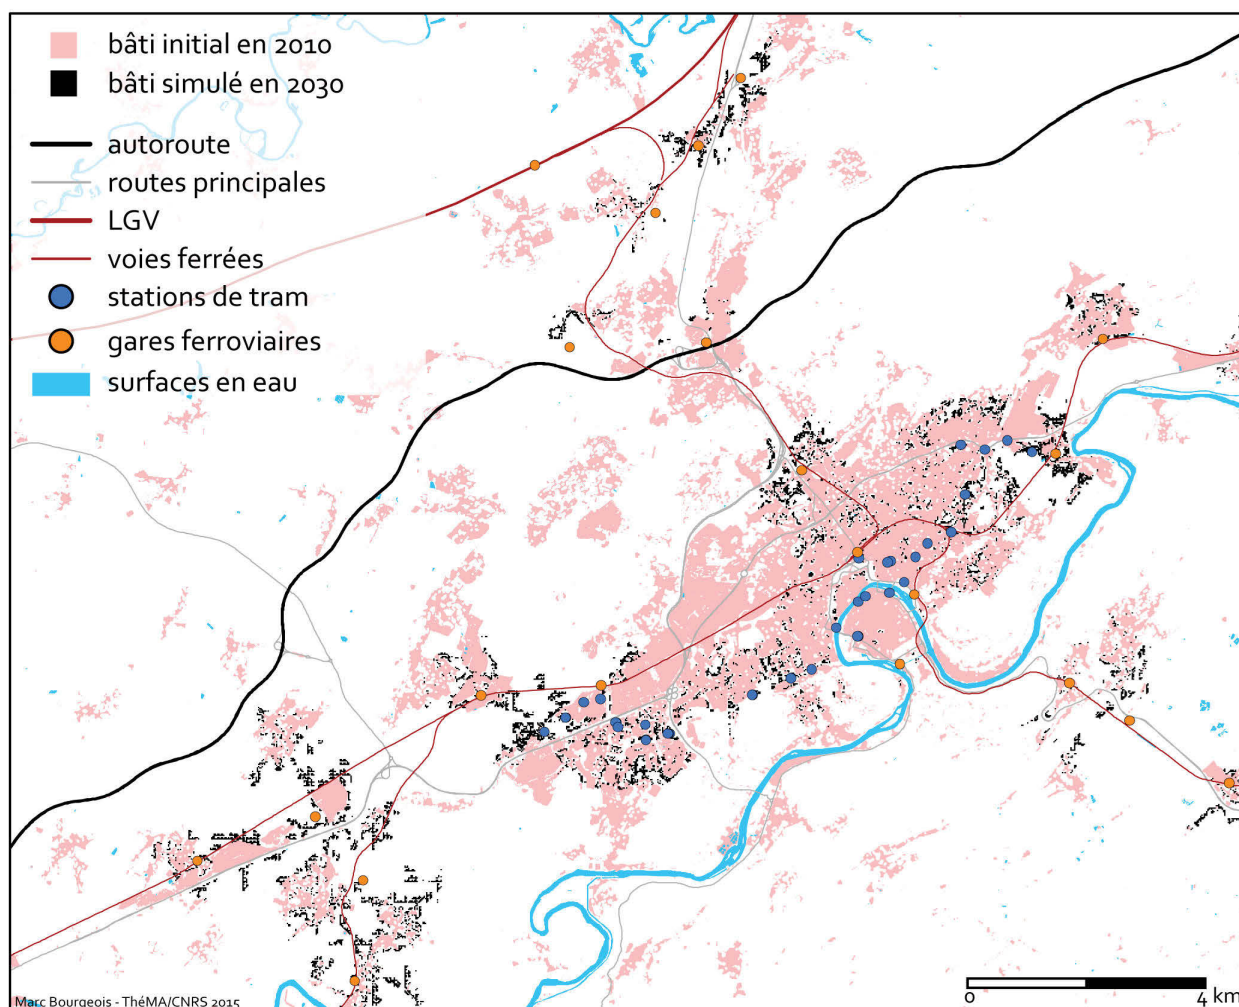 bâti initial en 2010
bâti simulé en 2030
autoroute
routes principales
LGV
voies ferrées
stations de tram
gares ferroviaires
surfaces en eau
Marc Bourgeois - ThéMA/CNRS 2015
0 4 km